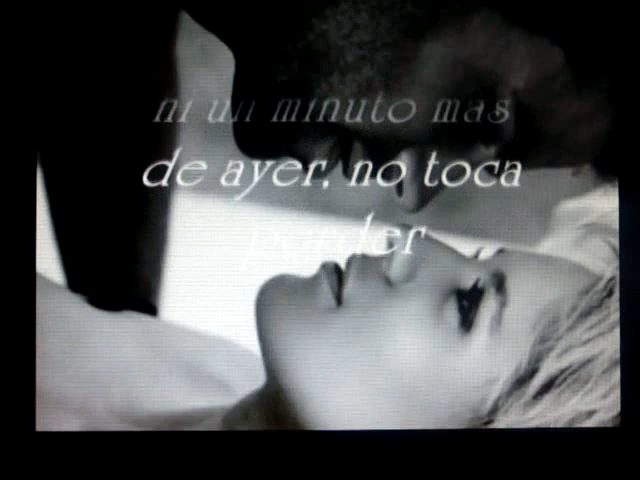 ni un minuto mas
de ayer, no toca
perder